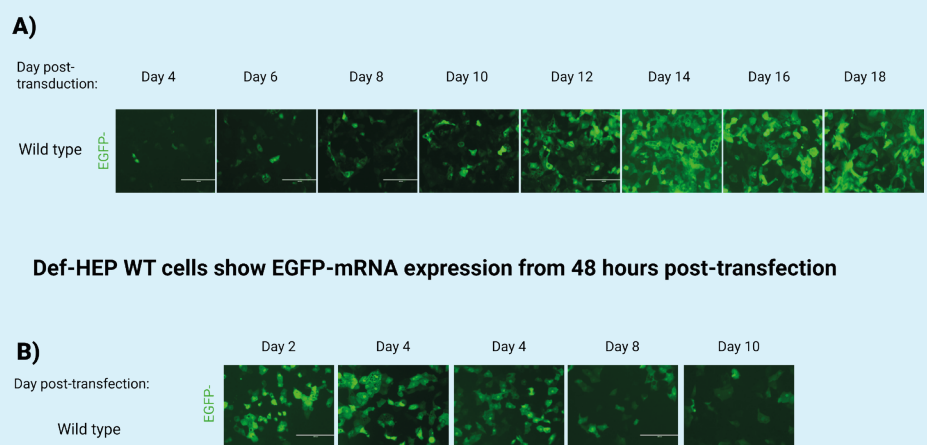 A)
Day post-
transduction:
Day 4 Day 6 Day 8 Day 10 Day 12 Day 14 Day 16 Day 18
Wild type
EGFP-
Def-HEP WT cells show EGFP-mRNA expression from 48 hours post-transfection
B)
Day 2 Day 4 Day 4 Day 8 Day 10
Day post-transfection:
EGFP-
Wild type